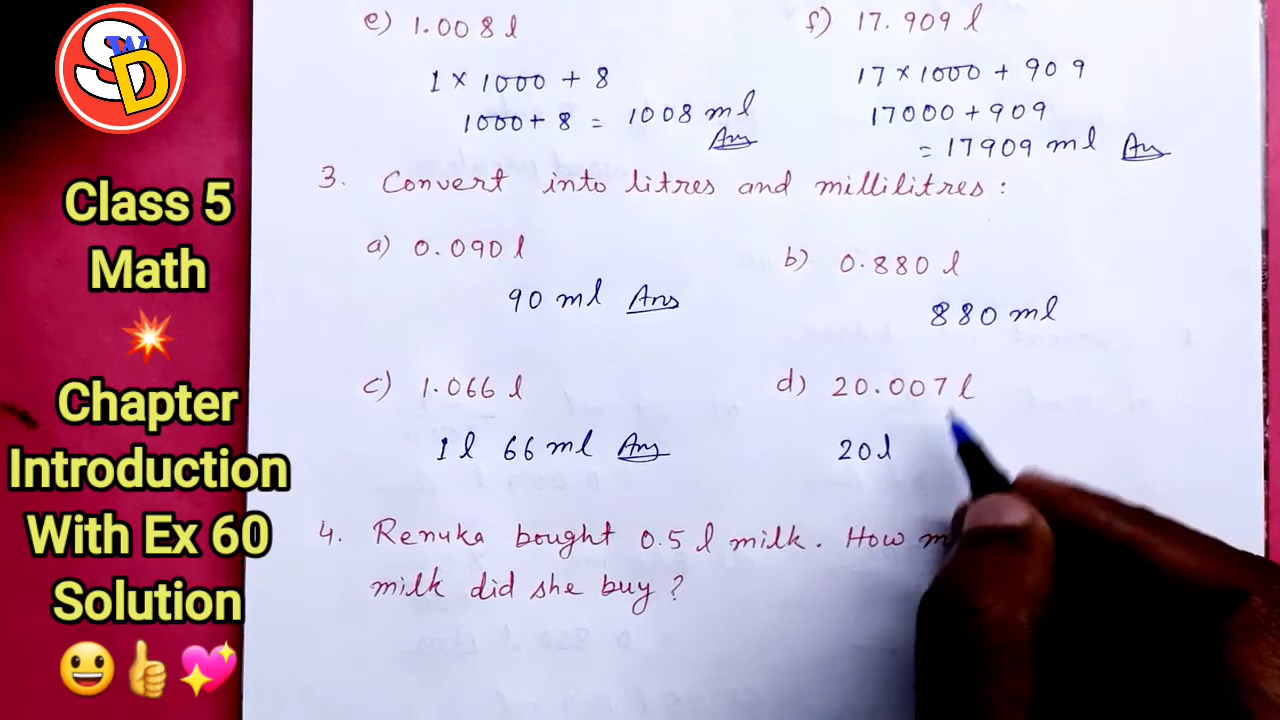 SWD
Class 5
Math
Chapter
Introduction
With Ex 60
Solution
e) 1.008 l
1 × 1000 + 8
1000 + 8 = 1008 ml
Ans
f) 17.909 l
17 × 1000 + 909
17000 + 909
= 17909 ml Ans
3. Convert into litres and millilitres :
a) 0.090 l
90 ml Ans
b) 0.880 l
880 ml
c) 1.066 l
1 l 66 ml Ans
d) 20.007 l
20 l
4. Renuka bought 0.5 l milk. How
milk did she buy ?